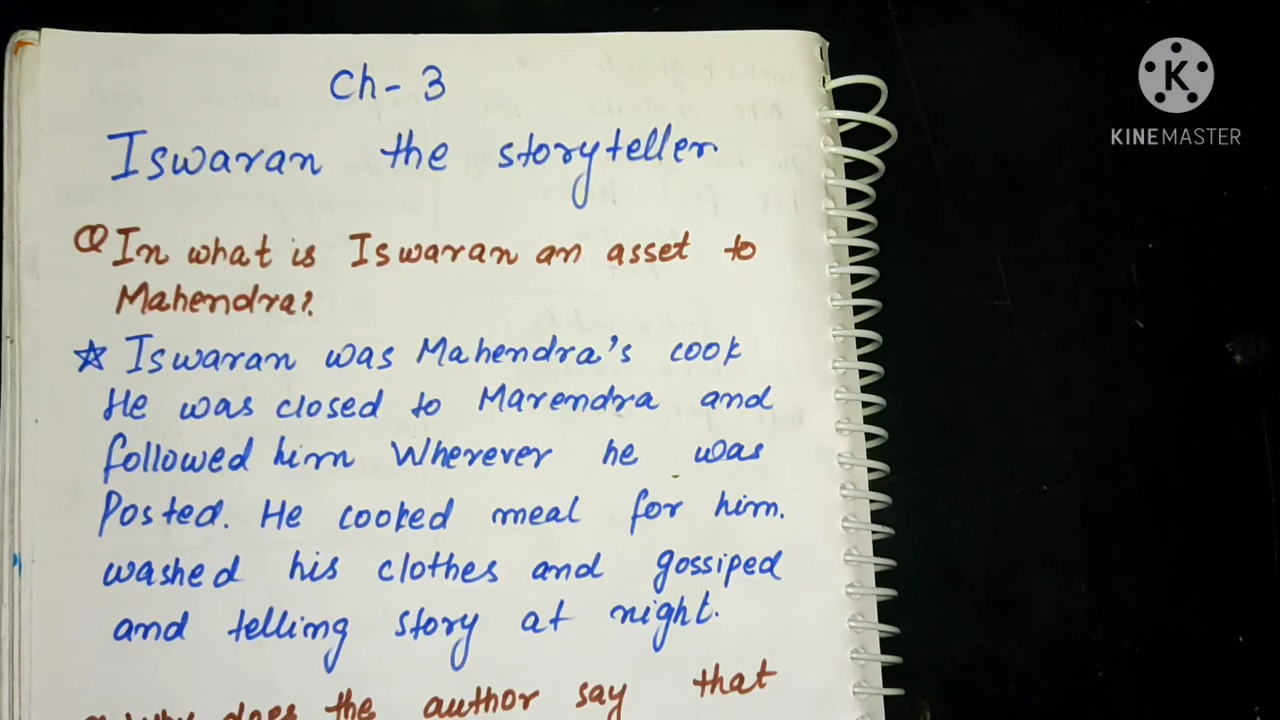 Ch- 3
Iswaran the storyteller
Q In what is Iswaran an asset to
Mahendra?
☆ Iswaran was Mahendra's cook
He was closed to Marendra and
followed him Wherever he was
Posted. He cooked meal for him.
washed his clothes and gossiped
and telling story at night.
Why does the author say that
K
KINEMASTER